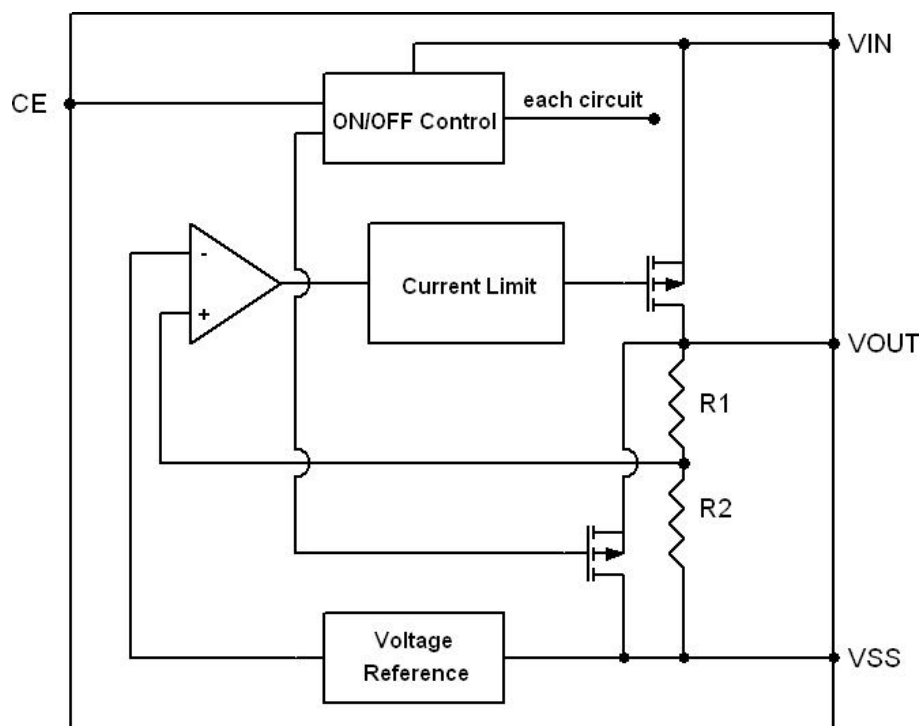 VIN
CE
each circuit
ON/OFF Control
-
Current Limit
+
VOUT
R1
R2
Voltage
Reference
VSS